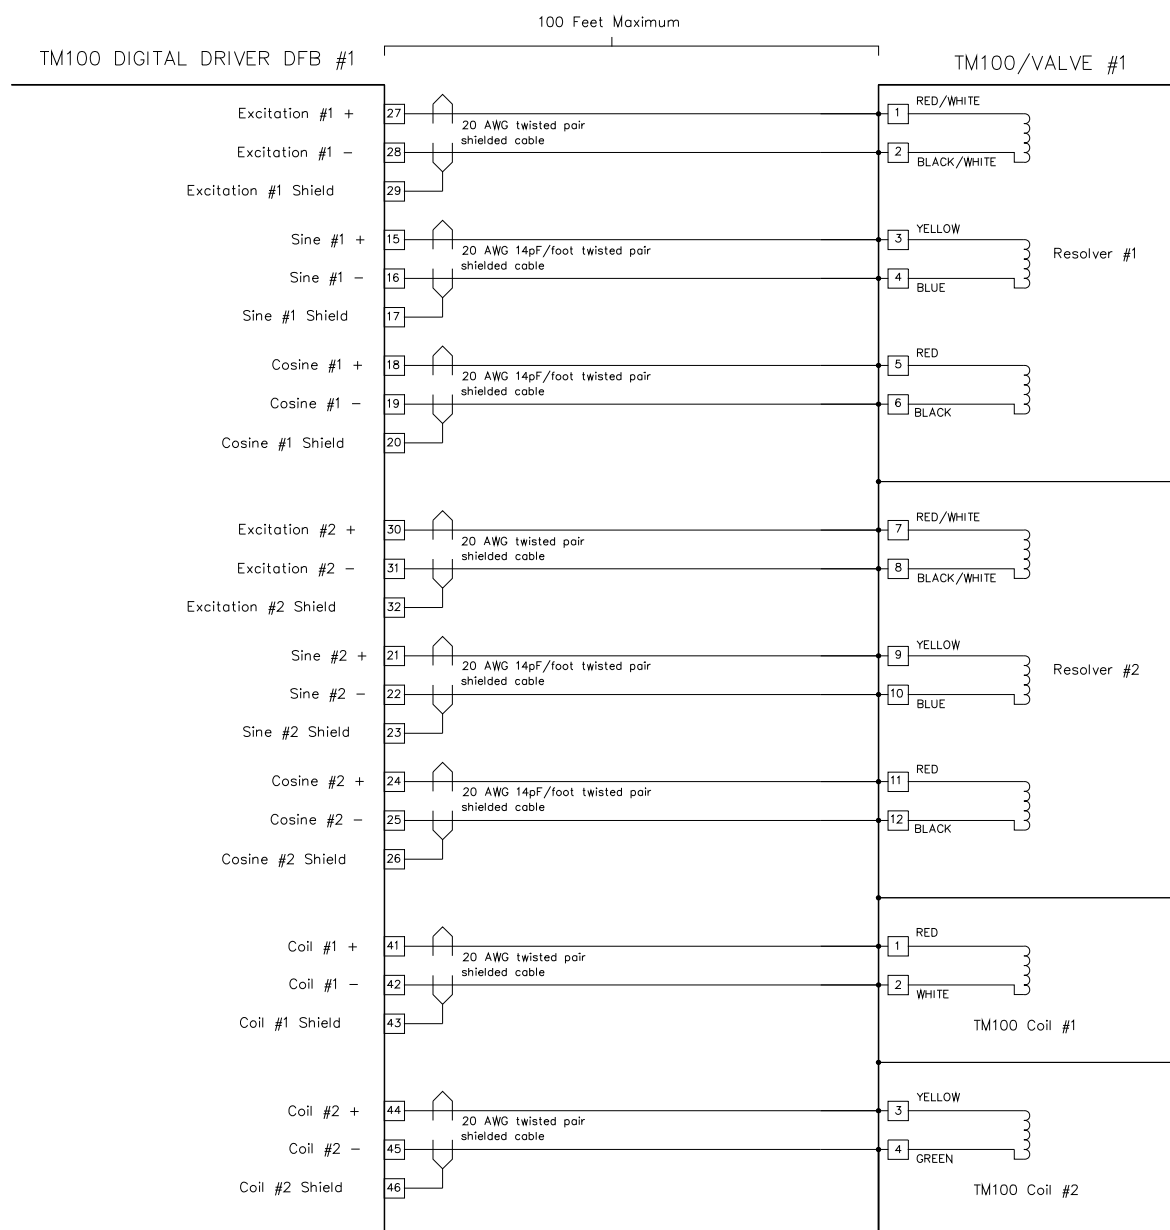 100 Feet Maximum
TM100 DIGITAL DRIVER DFB #1
TM100/VALVE #1
Excitation #1 + 27 1 RED/WHITE
20 AWG twisted pair
shielded cable
Excitation #1 - 28 2 BLACK/WHITE
Excitation #1 Shield 29
Sine #1 + 15 3 YELLOW
20 AWG 14pF/foot twisted pair
shielded cable
Resolver #1
Sine #1 - 16 4 BLUE
Sine #1 Shield 17
Cosine #1 + 18 5 RED
20 AWG 14pF/foot twisted pair
shielded cable
Cosine #1 - 19 6 BLACK
Cosine #1 Shield 20
Excitation #2 + 30 7 RED/WHITE
20 AWG twisted pair
shielded cable
Excitation #2 - 31 8 BLACK/WHITE
Excitation #2 Shield 32
Sine #2 + 21 9 YELLOW
20 AWG 14pF/foot twisted pair
shielded cable
Resolver #2
Sine #2 - 22 10 BLUE
Sine #2 Shield 23
Cosine #2 + 24 11 RED
20 AWG 14pF/foot twisted pair
shielded cable
Cosine #2 - 25 12 BLACK
Cosine #2 Shield 26
Coil #1 + 41 1 RED
20 AWG twisted pair
shielded cable
Coil #1 - 42 2 WHITE
Coil #1 Shield 43
TM100 Coil #1
Coil #2 + 44 3 YELLOW
20 AWG twisted pair
shielded cable
Coil #2 - 45 4 GREEN
Coil #2 Shield 46
TM100 Coil #2